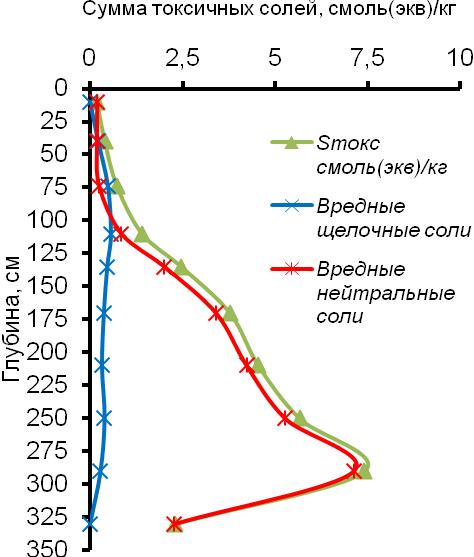 Сумма токсичных солей, смоль(экв)/кг
0 2,5 5 7,5 10
0
25
50
75
100
125
150
175
200
225
250
275
300
325
350
Глубина, см
Sтокс
смоль(экв)/кг
Вредные
щелочные соли
Вредные
нейтральные
соли